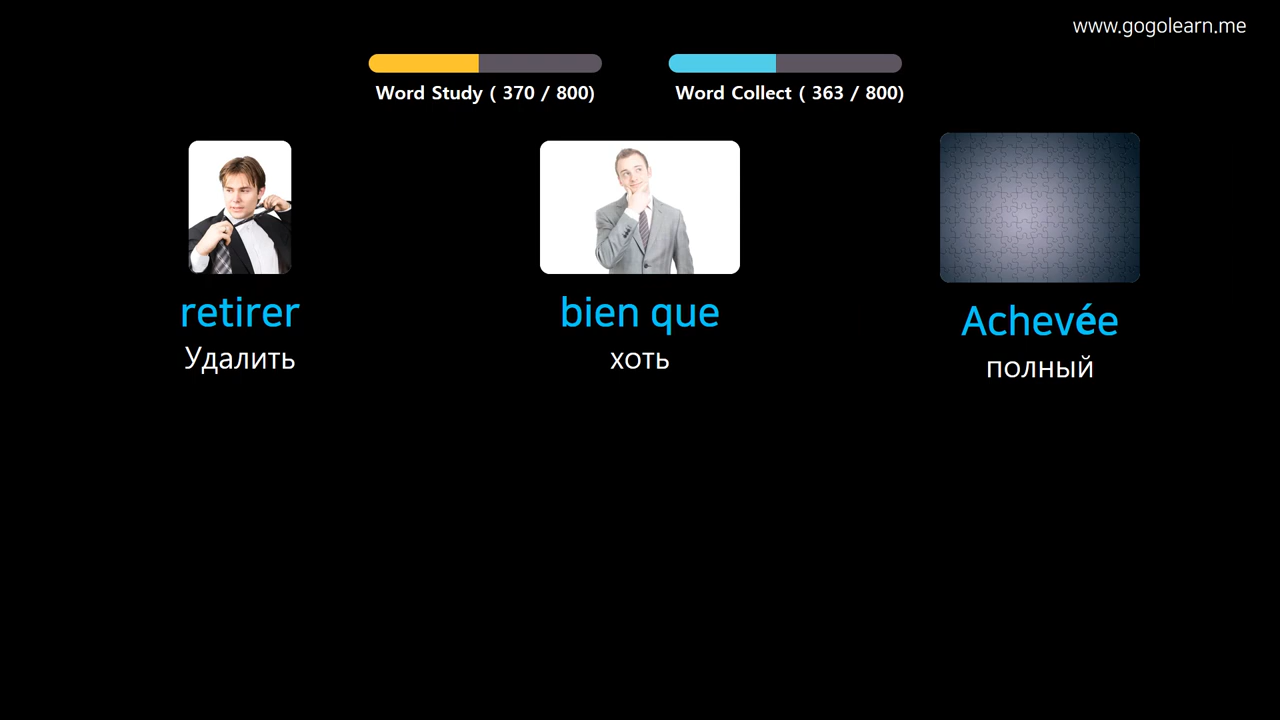 www.gogolearn.me
Word Study ( 370 / 800)
Word Collect ( 363 / 800)
retirer
Удалить
bien que
хоть
Achevée
полный